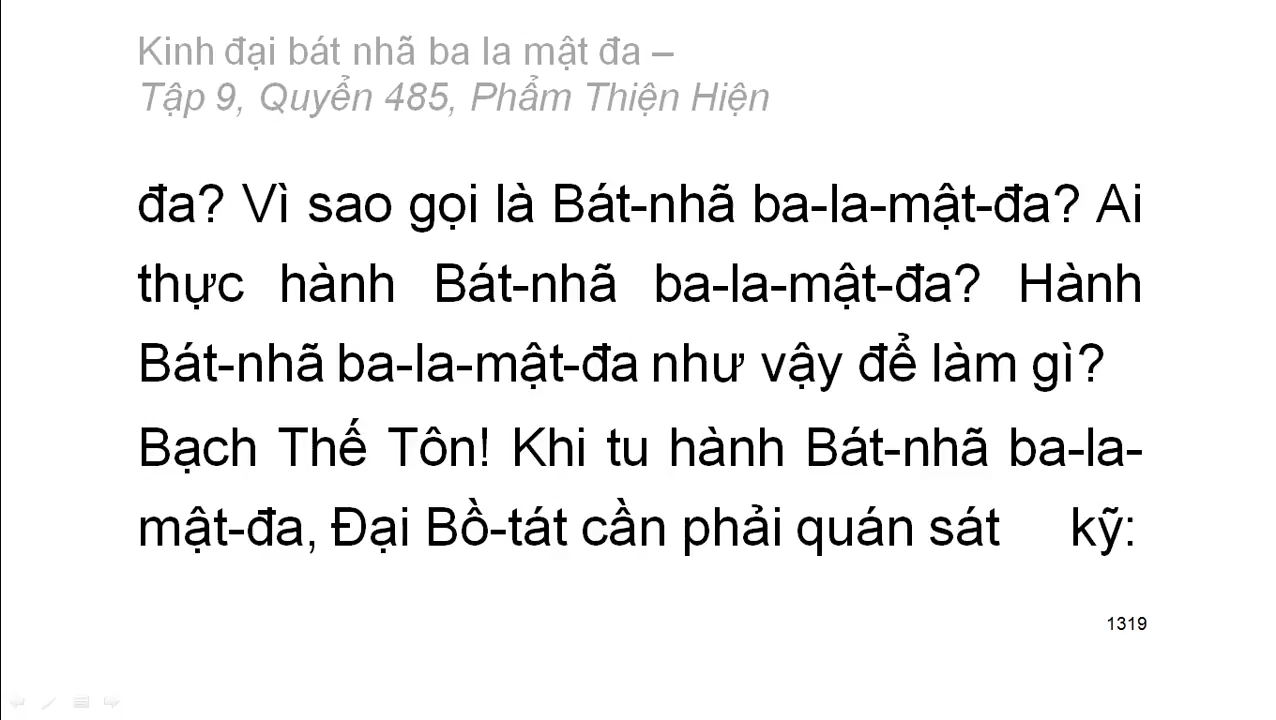 Kinh đại bát nhã ba la mật đa –
Tập 9, Quyển 485, Phẩm Thiện Hiện
đa? Vì sao gọi là Bát-nhã ba-la-mật-đa? Ai
thực hành Bát-nhã ba-la-mật-đa? Hành
Bát-nhã ba-la-mật-đa như vậy để làm gì?
Bạch Thế Tôn! Khi tu hành Bát-nhã ba-la-
mật-đa, Đại Bồ-tát cần phải quán sát kỹ:
1319